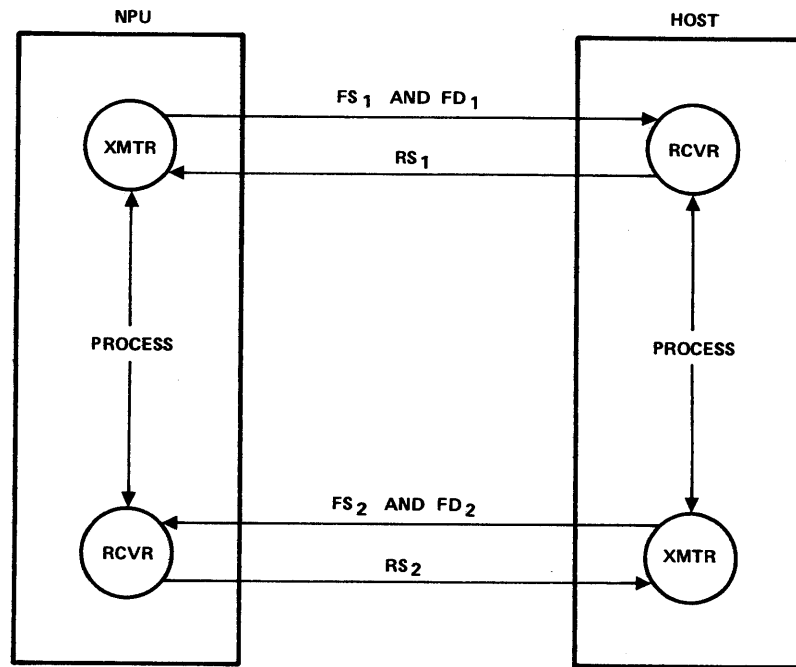 NPU
HOST
FS1 AND FD1
XMTR
RCVR
RS1
PROCESS
PROCESS
FS2 AND FD2
RCVR
XMTR
RS2